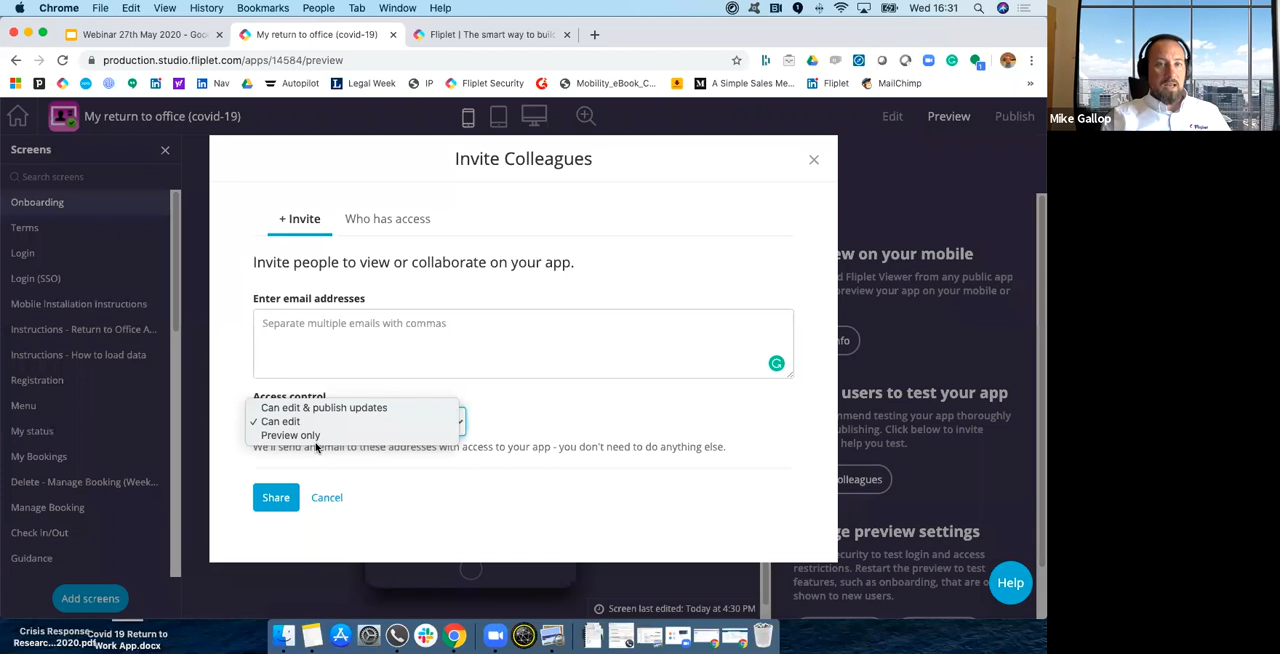 Chrome File Edit View History Bookmarks People Tab Window Help Wed 16:31
Webinar 27th May 2020 - Goo
My return to office (covid-19)
Fliplet | The smart way to buil
production.studio.fliplet.com/apps/14584/preview
Nav Autopilot Legal Week IP Fliplet Security Mobility_eBook_C... A Simple Sales Me... Fliplet MailChimp »
My return to office (covid-19)
Edit Preview Publish
Mike Gallop
Fliplet
Screens
Search screens
Onboarding
Terms
Login
Login (SSO)
Mobile Installation Instructions
Instructions - Return to Office A...
Instructions - How to load data
Registration
Menu
My status
My Bookings
Delete - Manage Booking (Week...
Manage Booking
Check In/Out
Guidance
Add screens
Invite Colleagues
+ Invite Who has access
Invite people to view or collaborate on your app.
Enter email addresses
Separate multiple emails with commas
Access control
Can edit & publish updates
✓ Can edit
Preview only
We'll send an email to these addresses with access to your app - you don't need to do anything else.
Share Cancel
ew on your mobile
d Fliplet Viewer from any public app
preview your app on your mobile or
nfo
users to test your app
mend testing your app thoroughly
publishing. Click below to invite
help you test.
olleagues
ge preview settings
ecurity to test login and access
restrictions. Restart the preview to test
features, such as onboarding, that are o
shown to new users.
Help
Screen last edited: Today at 4:30 PM
Crisis Response
Researc...2020.pdf
Covid 19 Return to
Work App.docx